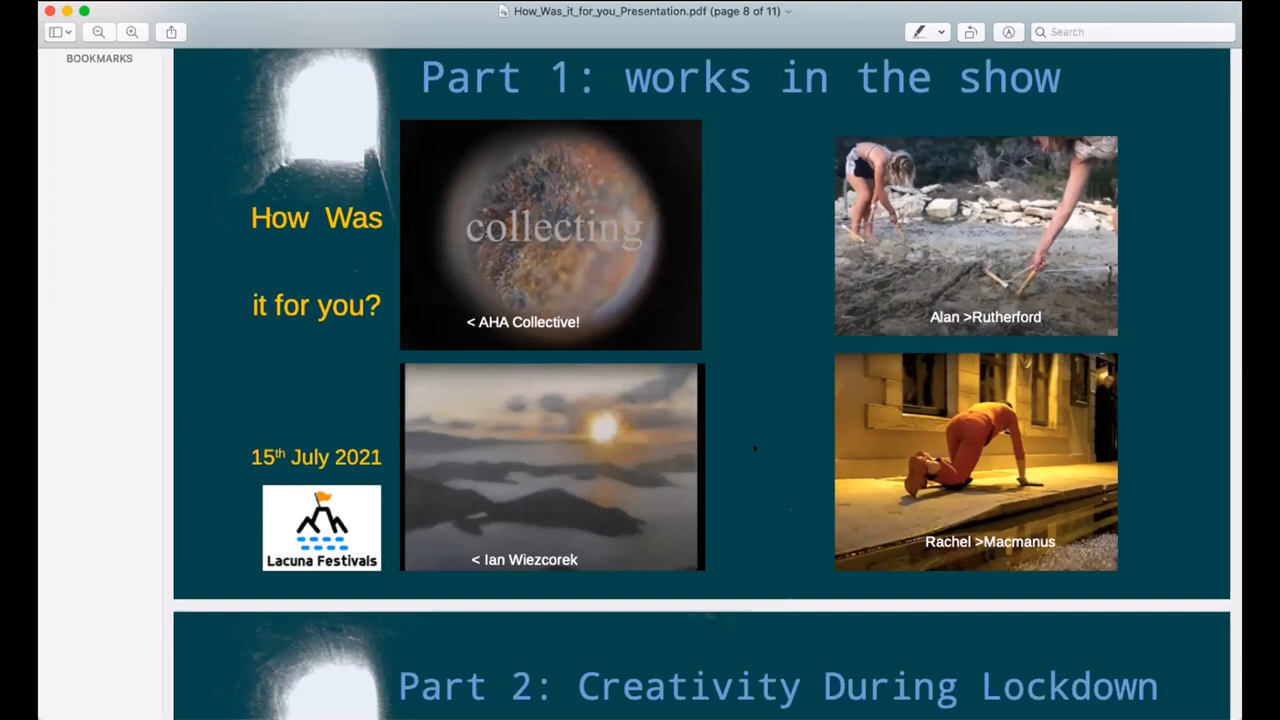 How_Was_it_for_you_Presentation.pdf (page 8 of 11)
Search
BOOKMARKS
Part 1: works in the show
How Was
it for you?
15th July 2021
Lacuna Festivals
collecting
< AHA Collective!
Alan >Rutherford
< Ian Wiezcorek
Rachel >Macmanus
Part 2: Creativity During Lockdown